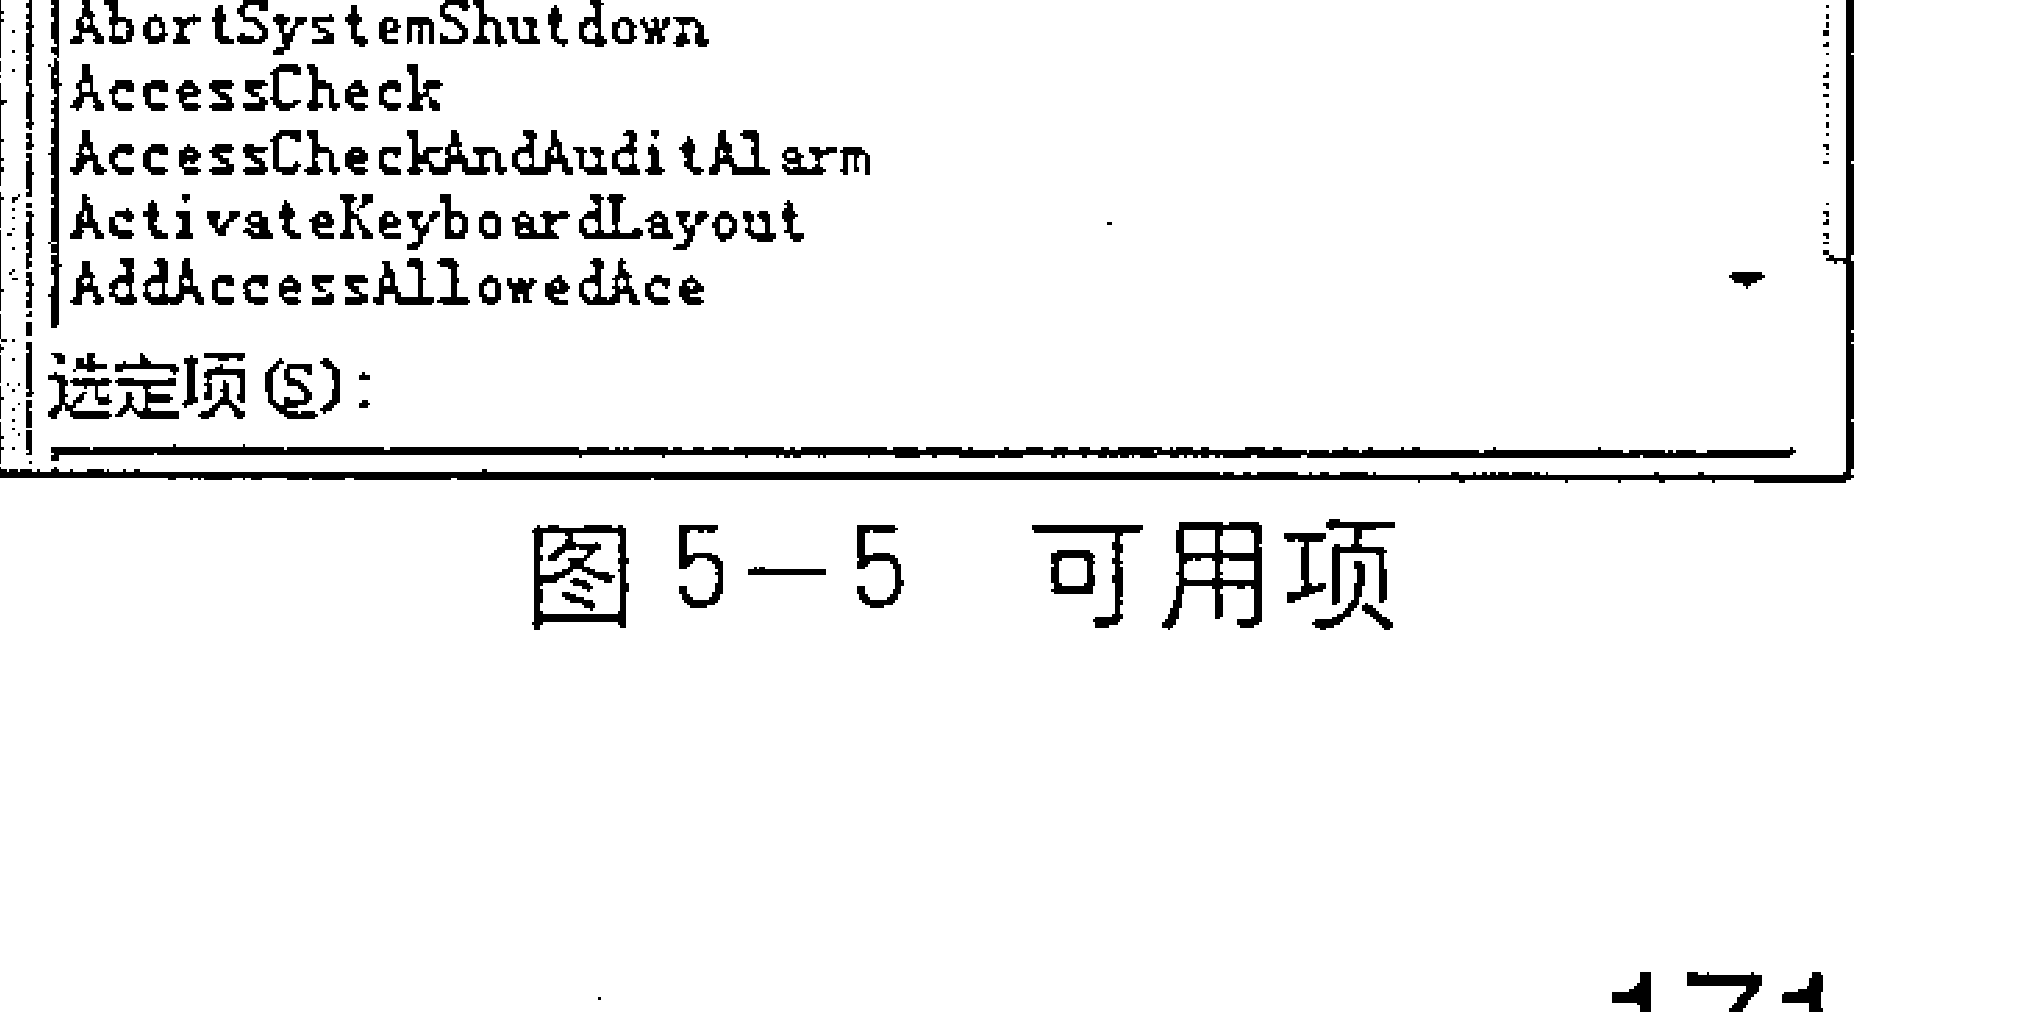 AbortSystemShutdown
AccessCheck
AccessCheckAndAuditAlarm
ActivateKeyboardLayout
AddAccessAllowedAce
选定项(S):
图 5-5 可用项